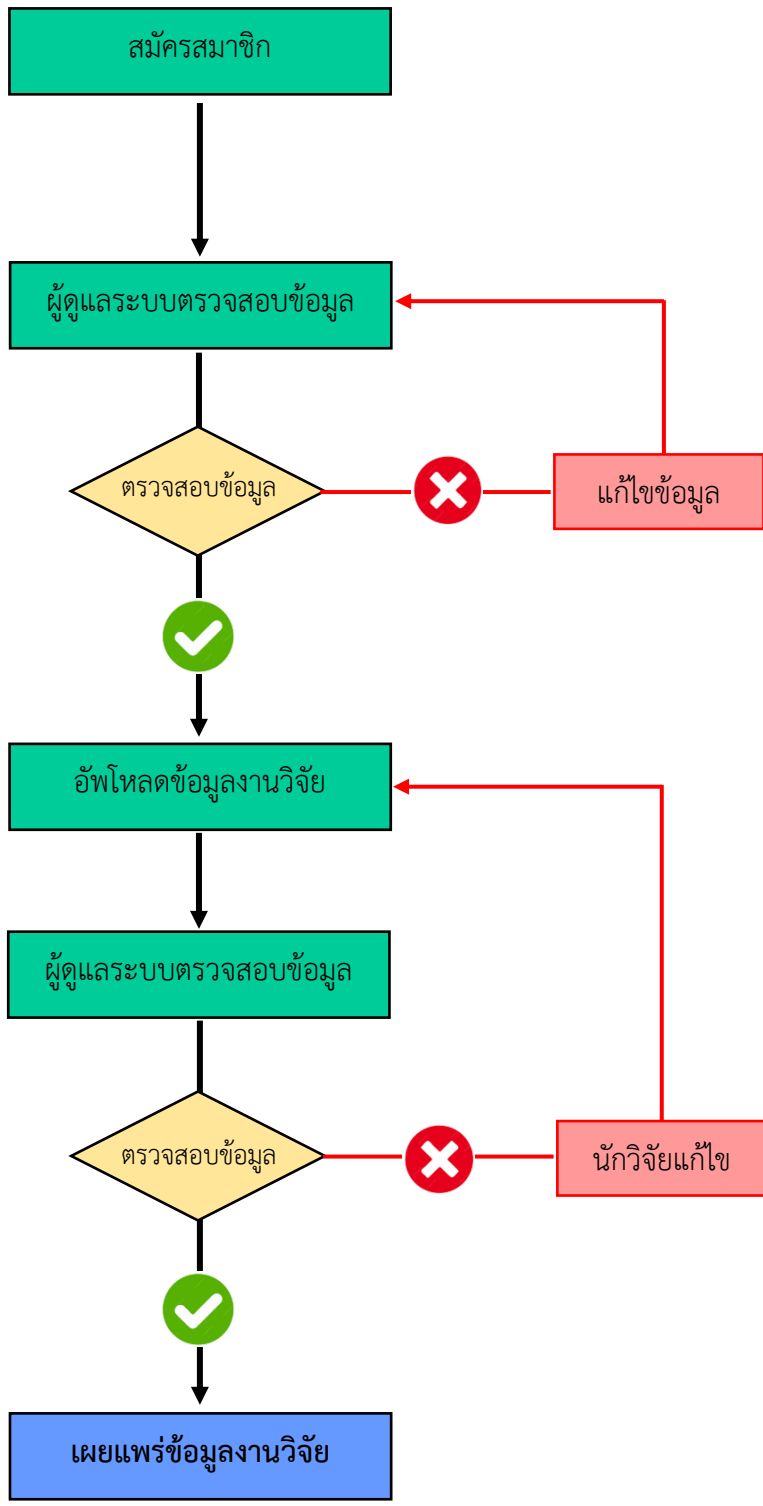 สมัครสมาชิก
ผู้ดูแลระบบตรวจสอบข้อมูล
ตรวจสอบข้อมูล
แก้ไขข้อมูล
อัพโหลดข้อมูลงานวิจัย
ผู้ดูแลระบบตรวจสอบข้อมูล
ตรวจสอบข้อมูล
นักวิจัยแก้ไข
เผยแพร่ข้อมูลงานวิจัย